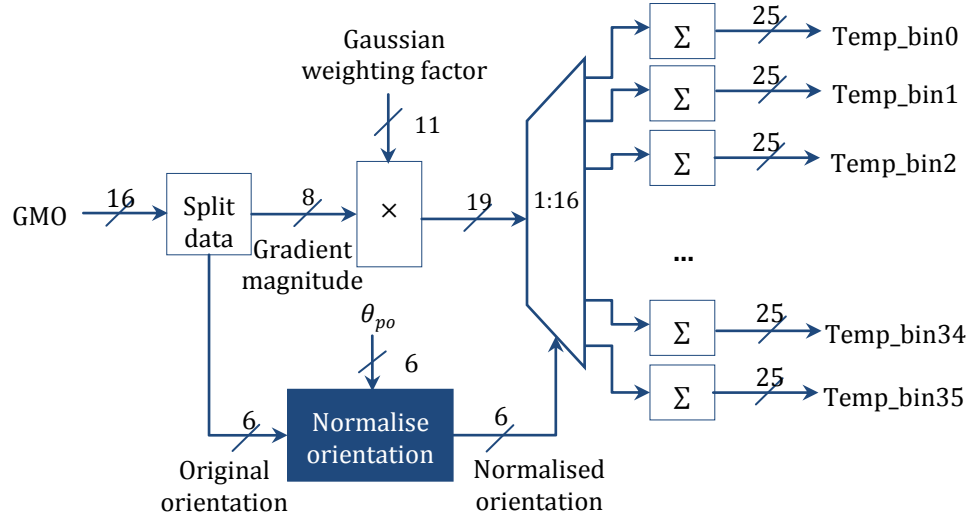 Gaussian
weighting factor
11
GMO
16
Split
data
8
Gradient
magnitude
×
19
1:16
Σ
25
Temp_bin0
Σ
25
Temp_bin1
Σ
25
Temp_bin2
...
Σ
25
Temp_bin34
Σ
25
Temp_bin35
θpo
6
6
Original
orientation
Normalise
orientation
6
Normalised
orientation